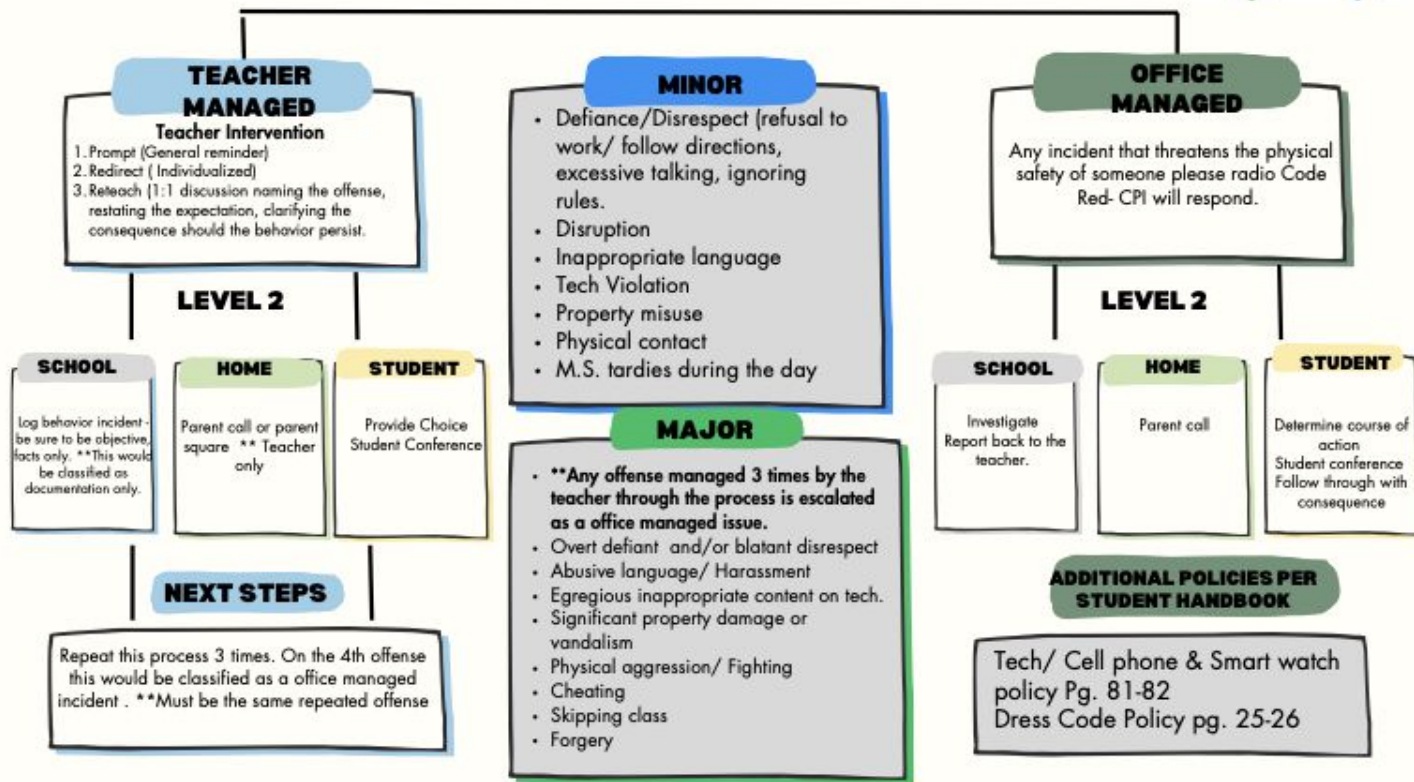 TEACHER
MANAGED
Teacher Intervention
1. Prompt (General reminder)
2. Redirect ( Individualized)
3. Reteach (1:1 discussion naming the offense,
restating the expectation, clarifying the
consequence should the behavior persist.
LEVEL 2
SCHOOL
Log behavior incident -
be sure to be objective,
facts only. **This would
be classified as
documentation only.
HOME
Parent call or parent
square ** Teacher
only
STUDENT
Provide Choice
Student Conference
NEXT STEPS
Repeat this process 3 times. On the 4th offense
this would be classified as a office managed
incident . **Must be the same repeated offense
MINOR
• Defiance/Disrespect (refusal to
work/ follow directions,
excessive talking, ignoring
rules.
• Disruption
• Inappropriate language
• Tech Violation
• Property misuse
• Physical contact
• M.S. tardies during the day
MAJOR
• **Any offense managed 3 times by the
teacher through the process is escalated
as a office managed issue.
• Overt defiant and/or blatant disrespect
• Abusive language/ Harassment
• Egregious inappropriate content on tech.
• Significant property damage or
vandalism
• Physical aggression/ Fighting
• Cheating
• Skipping class
• Forgery
OFFICE
MANAGED
Any incident that threatens the physical
safety of someone please radio Code
Red- CPI will respond.
LEVEL 2
SCHOOL
Investigate
Report back to the
teacher.
HOME
Parent call
STUDENT
Determine course of
action
Student conference
Follow through with
consequence
ADDITIONAL POLICIES PER
STUDENT HANDBOOK
Tech/ Cell phone & Smart watch
policy Pg. 81-82
Dress Code Policy pg. 25-26